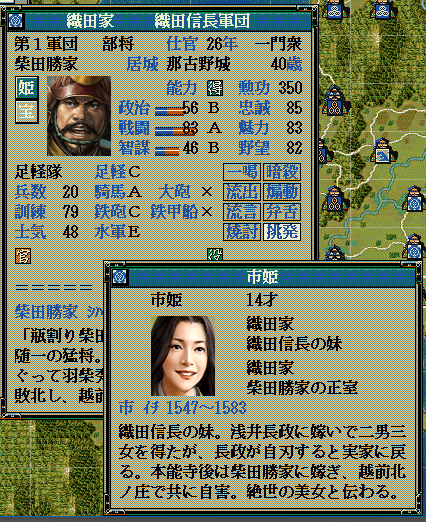 織田家 織田信長軍団
第1軍団 部将 仕官 26年 一門衆
柴田勝家 居城 那古野城 40歳
姫
宝
能力 得 勲功 350
政治 56 B 忠誠 85
戦闘 83 A 魅力 83
智謀 46 B 野望 82
足軽隊 足軽C 一喝 暗殺
兵数 20 騎馬A 大砲 × 流出 煽動
訓練 79 鉄砲C 鉄甲船 × 流言 弁舌
士気 48 水軍E 焼討 挑発
=====
柴田勝家 ｼﾊ
「瓶割り柴田
随一の猛将。
ぐって羽柴秀
敗北し、越前
市姫
市姫 14才
織田家
織田信長の妹
織田家
柴田勝家の正室
市 ｲﾁ 1547～1583
織田信長の妹。浅井長政に嫁いで二男三
女を得たが、長政が自刃すると実家に戻
る。本能寺後は柴田勝家に嫁ぎ、越前北
ノ庄で共に自害。絶世の美女と伝わる。